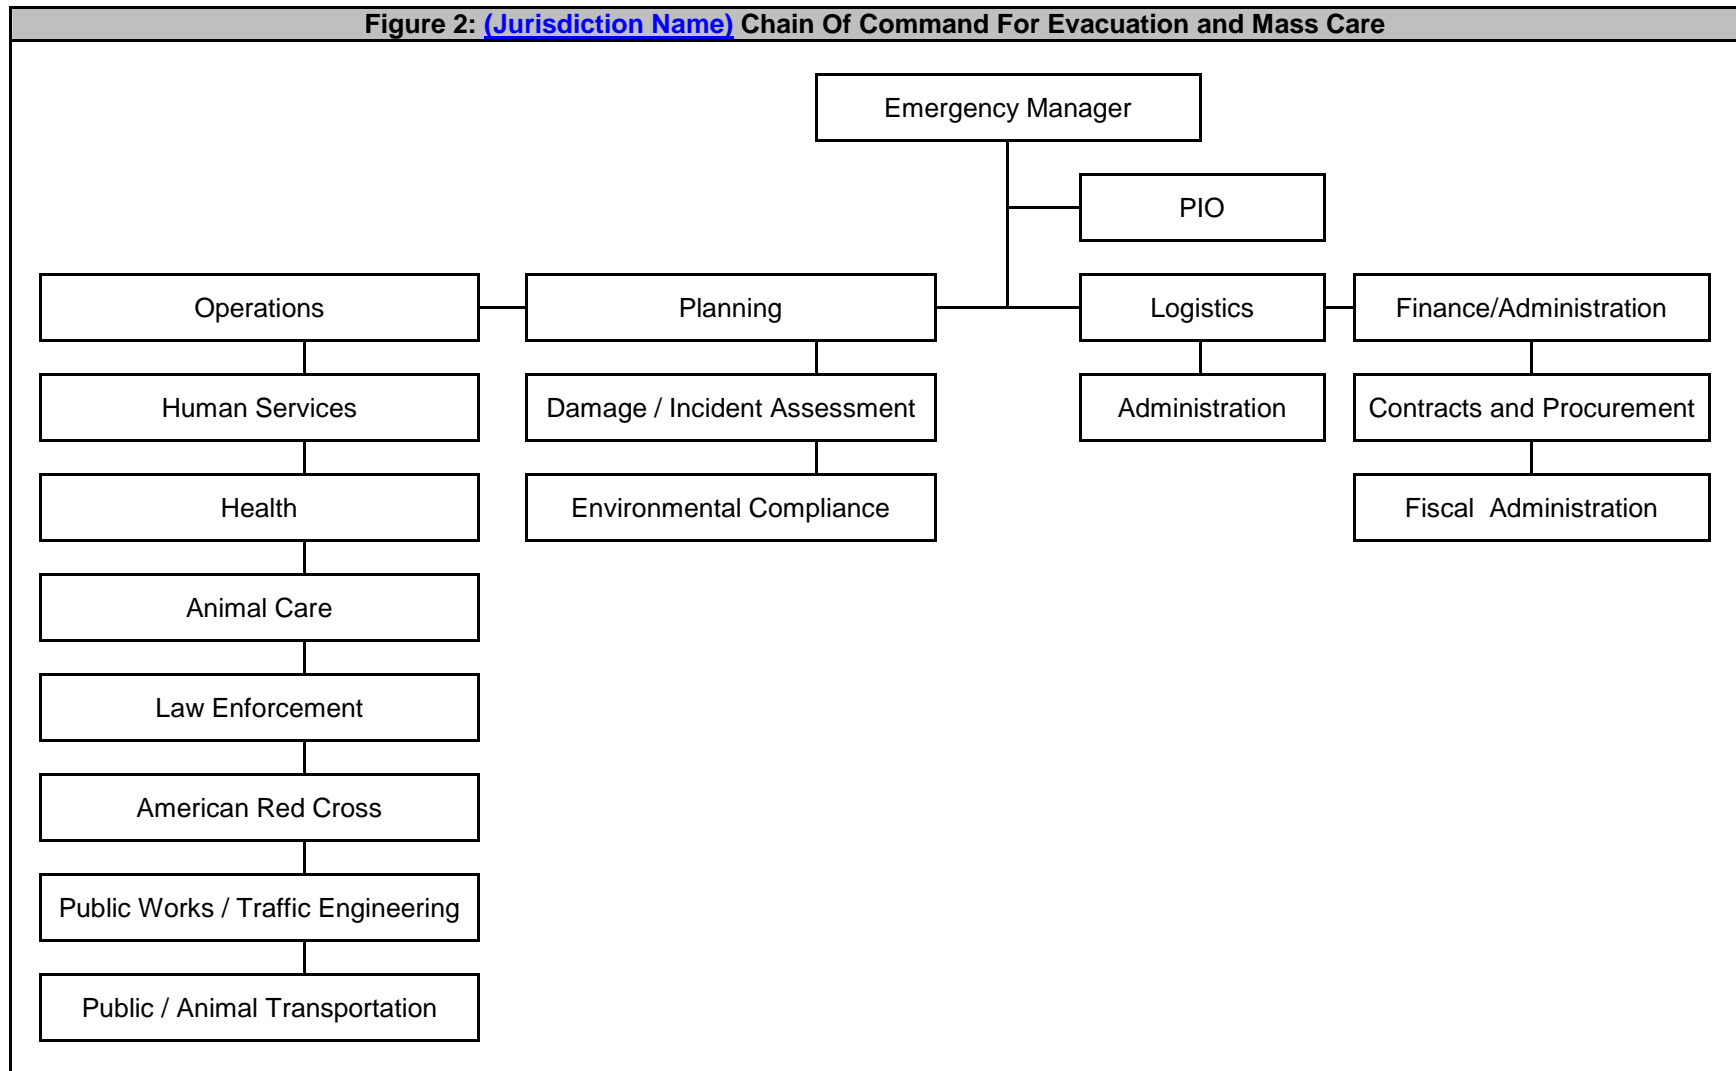 Figure 2: (Jurisdiction Name) Chain Of Command For Evacuation and Mass Care
Emergency Manager
PIO
Operations
Planning
Logistics
Finance/Administration
Human Services
Damage / Incident Assessment
Administration
Contracts and Procurement
Health
Environmental Compliance
Fiscal  Administration
Animal Care
Law Enforcement
American Red Cross
Public Works / Traffic Engineering
Public / Animal Transportation